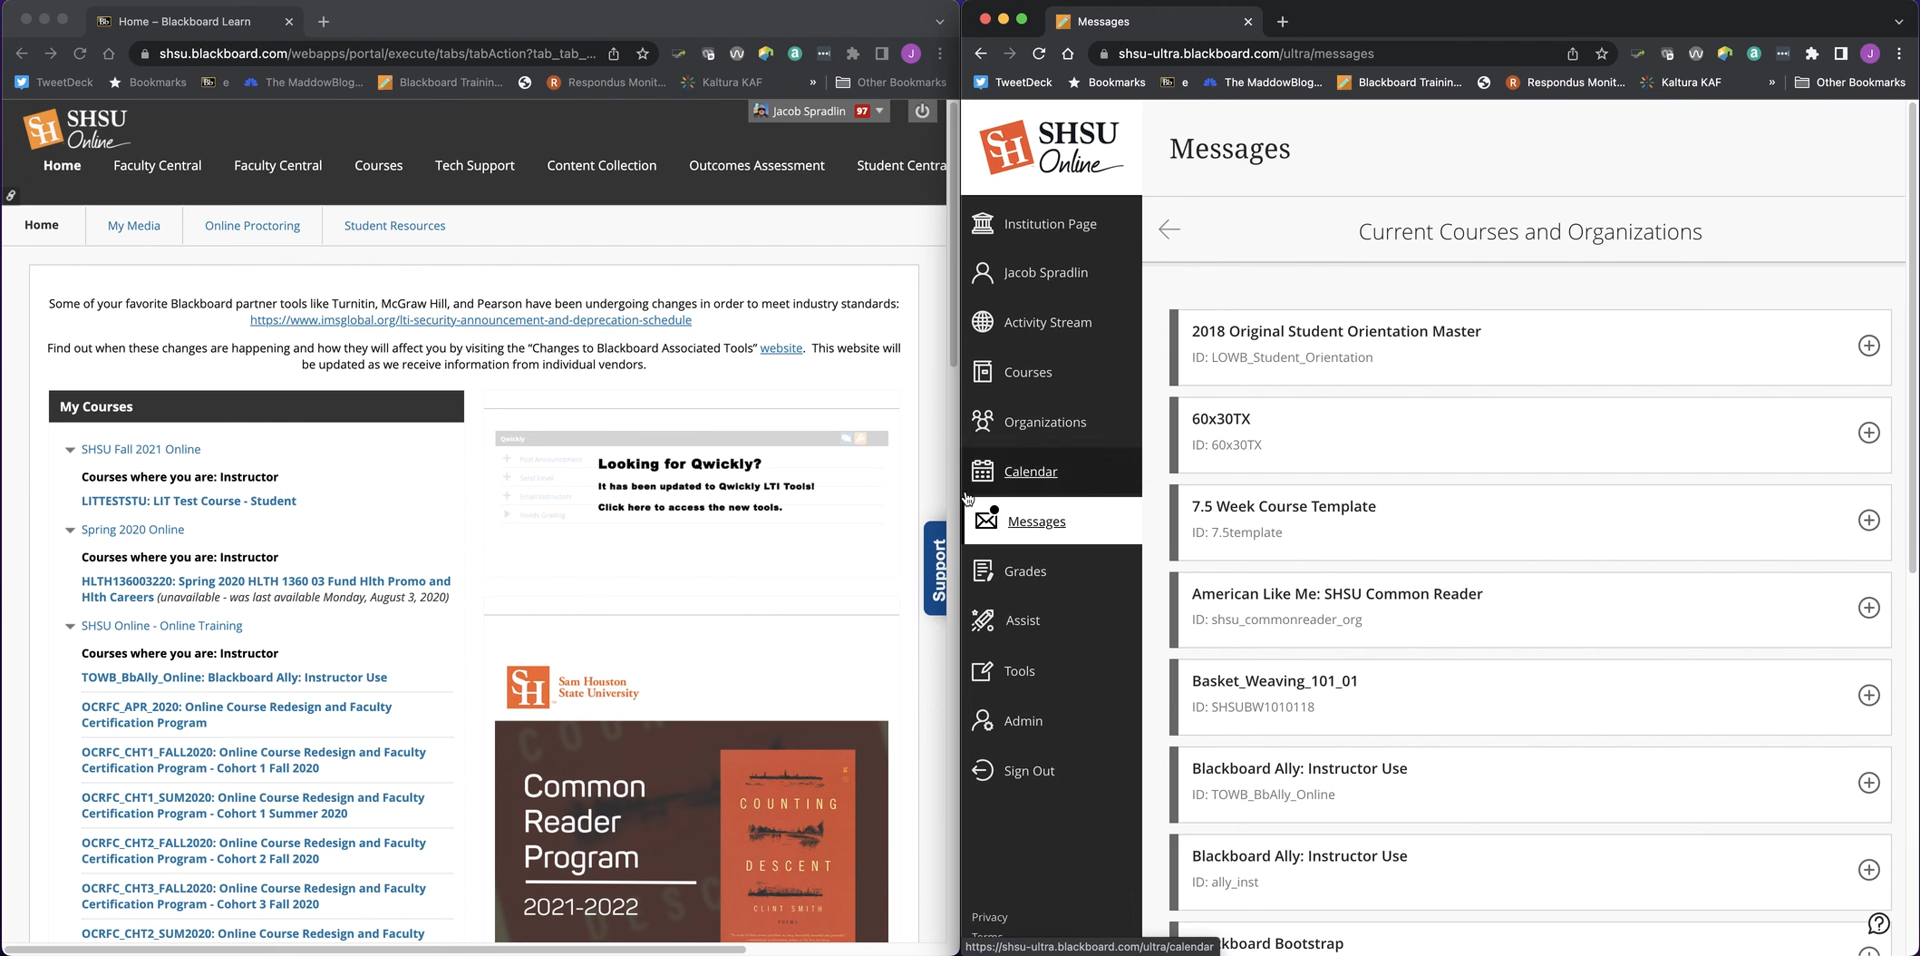 Home – Blackboard Learn
shsu.blackboard.com/webapps/portal/execute/tabs/tabAction?tab_tab_...
TweetDeck
Bookmarks
e
The MaddowBlog...
Blackboard Trainin...
Respondus Monit...
Kaltura KAF
»
Other Bookmarks
SHSU
Online
Jacob Spradlin 97
Home
Faculty Central
Faculty Central
Courses
Tech Support
Content Collection
Outcomes Assessment
Student Centra
Home
My Media
Online Proctoring
Student Resources
Some of your favorite Blackboard partner tools like Turnitin, McGraw Hill, and Pearson have been undergoing changes in order to meet industry standards:
https://www.imsglobal.org/lti-security-announcement-and-deprecation-schedule
Find out when these changes are happening and how they will affect you by visiting the “Changes to Blackboard Associated Tools” website. This website will
be updated as we receive information from individual vendors.
My Courses
SHSU Fall 2021 Online
Courses where you are: Instructor
LITTESTSTU: LIT Test Course - Student
Spring 2020 Online
Courses where you are: Instructor
HLTH136003220: Spring 2020 HLTH 1360 03 Fund Hlth Promo and
Hlth Careers (unavailable - was last available Monday, August 3, 2020)
SHSU Online - Online Training
Courses where you are: Instructor
TOWB_BbAlly_Online: Blackboard Ally: Instructor Use
OCRFC_APR_2020: Online Course Redesign and Faculty
Certification Program
OCRFC_CHT1_FALL2020: Online Course Redesign and Faculty
Certification Program - Cohort 1 Fall 2020
OCRFC_CHT1_SUM2020: Online Course Redesign and Faculty
Certification Program - Cohort 1 Summer 2020
OCRFC_CHT2_FALL2020: Online Course Redesign and Faculty
Certification Program - Cohort 2 Fall 2020
OCRFC_CHT3_FALL2020: Online Course Redesign and Faculty
Certification Program - Cohort 3 Fall 2020
OCRFC_CHT2_SUM2020: Online Course Redesign and Faculty
Qwickly
Post Announcement
Send Email
Needs Grading
Looking for Qwickly?
It has been updated to Qwickly LTI Tools!
Click here to access the new tools.
Support
SH
Sam Houston
State University
Common
Reader
Program
2021-2022
COUNTING
DESCENT
CLINT SMITH
POEMS
Messages
shsu-ultra.blackboard.com/ultra/messages
TweetDeck
Bookmarks
e
The MaddowBlog...
Blackboard Trainin...
Respondus Monit...
Kaltura KAF
»
Other Bookmarks
SHSU
Online
Institution Page
Jacob Spradlin
Activity Stream
Courses
Organizations
Calendar
Messages
Grades
Assist
Tools
Admin
Sign Out
Privacy
Terms
https://shsu-ultra.blackboard.com/ultra/calendar
Messages
Current Courses and Organizations
2018 Original Student Orientation Master
ID: LOWB_Student_Orientation
60x30TX
ID: 60x30TX
7.5 Week Course Template
ID: 7.5template
American Like Me: SHSU Common Reader
ID: shsu_commonreader_org
Basket_Weaving_101_01
ID: SHSUBW1010118
Blackboard Ally: Instructor Use
ID: TOWB_BbAlly_Online
Blackboard Ally: Instructor Use
ID: ally_inst
kboard Bootstrap